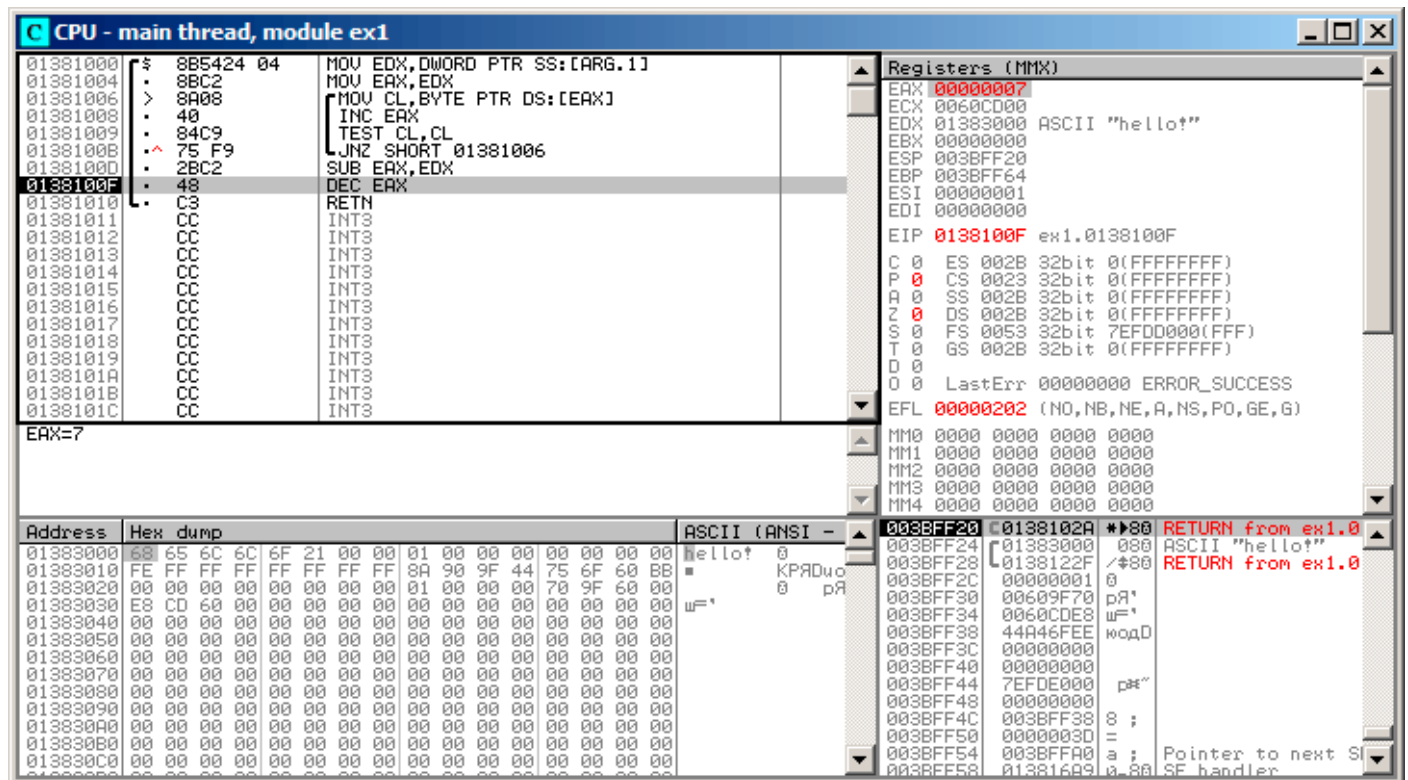 C CPU - main thread, module ex1
01381000 $ 8B5424 04 MOV EDX,DWORD PTR SS:[ARG.1]
01381004 · 8BC2 MOV EAX,EDX
01381006 > 8A08 MOV CL,BYTE PTR DS:[EAX]
01381008 · 40 INC EAX
01381009 · 84C9 TEST CL,CL
0138100B ·^ 75 F9 JNZ SHORT 01381006
0138100D · 2BC2 SUB EAX,EDX
0138100F · 48 DEC EAX
01381010 · C3 RETN
01381011 CC INT3
01381012 CC INT3
01381013 CC INT3
01381014 CC INT3
01381015 CC INT3
01381016 CC INT3
01381017 CC INT3
01381018 CC INT3
01381019 CC INT3
0138101A CC INT3
0138101B CC INT3
0138101C CC INT3
EAX=7
Registers (MMX)
EAX 00000007
ECX 0060CD00
EDX 01383000 ASCII "hello!"
EBX 00000000
ESP 003BFF20
EBP 003BFF64
ESI 00000001
EDI 00000000
EIP 0138100F ex1.0138100F
C 0 ES 002B 32bit 0(FFFFFFFF)
P 0 CS 0023 32bit 0(FFFFFFFF)
A 0 SS 002B 32bit 0(FFFFFFFF)
Z 0 DS 002B 32bit 0(FFFFFFFF)
S 0 FS 0053 32bit 7EFDD000(FFF)
T 0 GS 002B 32bit 0(FFFFFFFF)
D 0
O 0 LastErr 00000000 ERROR_SUCCESS
EFL 00000202 (NO,NB,NE,A,NS,PO,GE,G)
MM0 0000 0000 0000 0000
MM1 0000 0000 0000 0000
MM2 0000 0000 0000 0000
MM3 0000 0000 0000 0000
MM4 0000 0000 0000 0000
Address Hex dump ASCII (ANSI -
01383000 68 65 6C 6C 6F 21 00 00 01 00 00 00 00 00 00 00 hello! 0
01383010 FE FF FF FF FF FF FF FF 8A 90 9F 44 75 6F 60 BB ■ KPЯDuo
01383020 00 00 00 00 00 00 00 00 01 00 00 00 70 9F 60 00 0 pЯ
01383030 E8 CD 60 00 00 00 00 00 00 00 00 00 00 00 00 00 ш='
01383040 00 00 00 00 00 00 00 00 00 00 00 00 00 00 00 00
01383050 00 00 00 00 00 00 00 00 00 00 00 00 00 00 00 00
01383060 00 00 00 00 00 00 00 00 00 00 00 00 00 00 00 00
01383070 00 00 00 00 00 00 00 00 00 00 00 00 00 00 00 00
01383080 00 00 00 00 00 00 00 00 00 00 00 00 00 00 00 00
01383090 00 00 00 00 00 00 00 00 00 00 00 00 00 00 00 00
013830A0 00 00 00 00 00 00 00 00 00 00 00 00 00 00 00 00
013830B0 00 00 00 00 00 00 00 00 00 00 00 00 00 00 00 00
013830C0 00 00 00 00 00 00 00 00 00 00 00 00 00 00 00 00
003BFF20 0138102A *►80 RETURN from ex1.0
003BFF24 01383000 080 ASCII "hello!"
003BFF28 0138122F /‡80 RETURN from ex1.0
003BFF2C 00000001 0
003BFF30 00609F70 pЯ'
003BFF34 0060CDE8 ш='
003BFF38 44A46FEE юодD
003BFF3C 00000000
003BFF40 00000000
003BFF44 7EFDE000
003BFF48 00000000
003BFF4C 003BFF38 8 ;
003BFF50 0000003D =
003BFF54 003BFFA0 a ; Pointer to next S
003BFF58 013816A9 SE handler